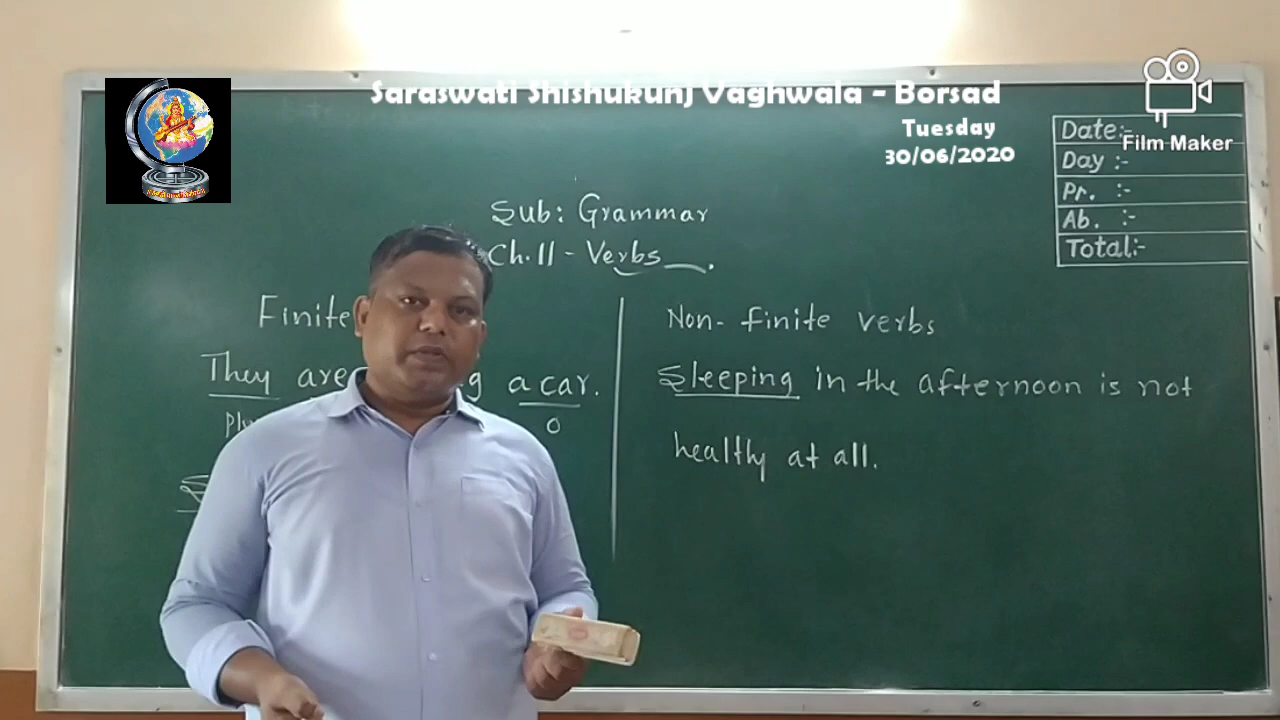 Saraswati Shishukunj Vaghwala - Borsad
Tuesday
30/06/2020
Film Maker
Date:-
Day :-
Pr. :-
Ab. :-
Total:-
Sub: Grammar
Ch.11 - Verbs
Finite
They are a car.
O
Non-finite verbs
Sleeping in the afternoon is not
healthy at all.